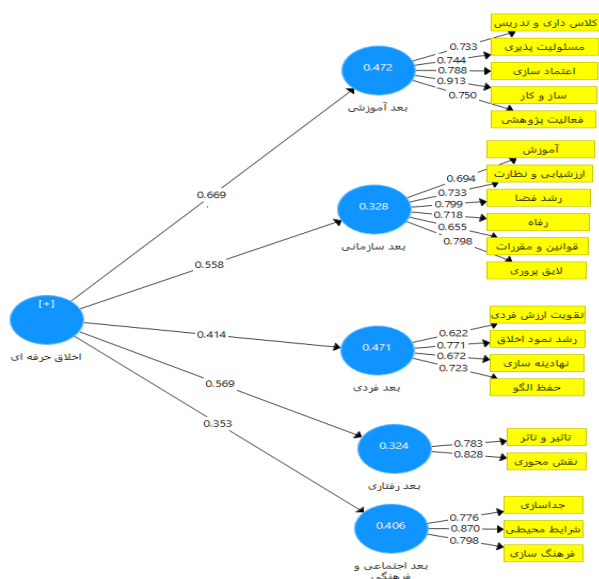 کلاس داری و تدریس
0.733
مسئولیت پذیری
0.744
0.472
0.788
اعتماد سازی
0.913
ساز و کار
0.750
بعد آموزشی
فعالیت پژوهشی
آموزش
0.694
ارزشیابی و نظارت
0.733
0.669
0.799
رشد فضا
0.328
0.718
رفاه
0.655
بعد سازمانی
قوانین و مقررات
0.798
0.558
لایق پروری
[+]
تقویت ارزش فردی
0.622
0.414
رشد نمود اخلاق
0.771
0.471
اخلاق حرفه ای
0.672
نهادینه سازی
0.723
0.569
بعد فردی
حفظ الگو
0.353
تاثیر و تاثر
0.783
0.324
0.828
نقش محوری
بعد رفتاری
جداسازی
0.776
0.406
0.870
شرایط محیطی
0.798
فرهنگ سازی
بعد اجتماعی و
فرهنگی